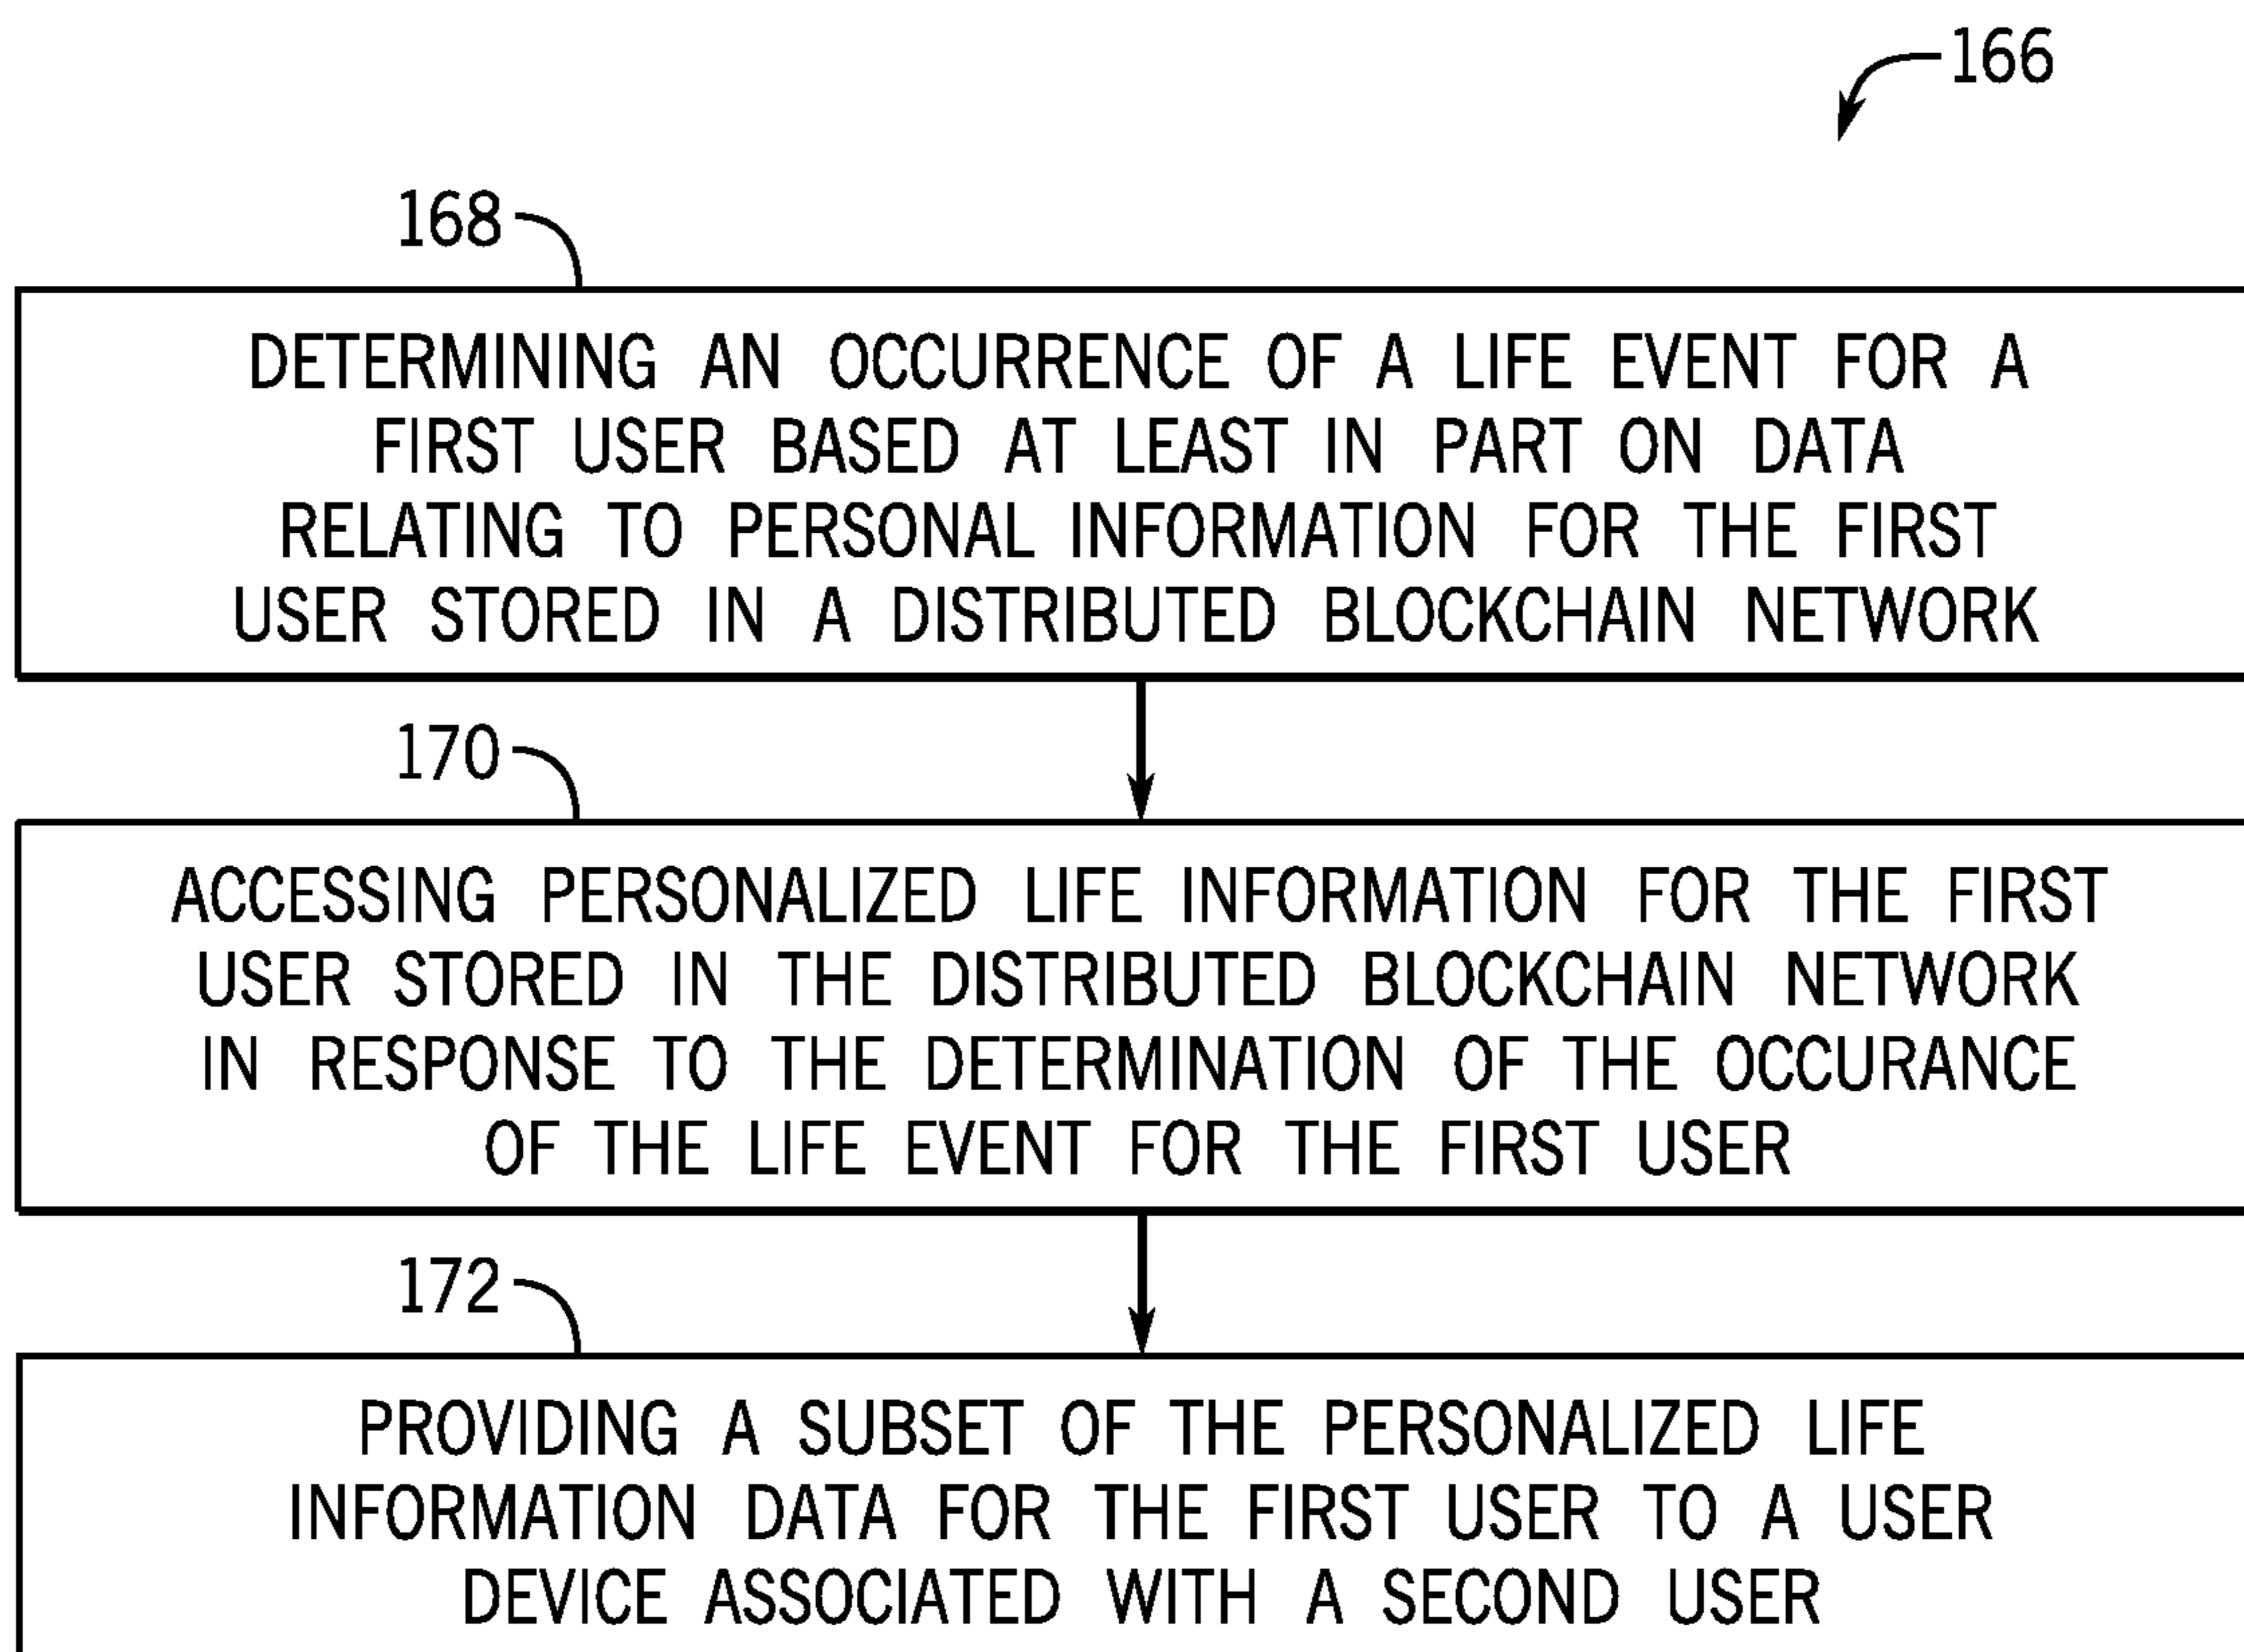 166
168
DETERMINING AN OCCURRENCE OF A LIFE EVENT FOR A
FIRST USER BASED AT LEAST IN PART ON DATA
RELATING TO PERSONAL INFORMATION FOR THE FIRST
USER STORED IN A DISTRIBUTED BLOCKCHAIN NETWORK
170
ACCESSING PERSONALIZED LIFE INFORMATION FOR THE FIRST
USER STORED IN THE DISTRIBUTED BLOCKCHAIN NETWORK
IN RESPONSE TO THE DETERMINATION OF THE OCCURANCE
OF THE LIFE EVENT FOR THE FIRST USER
172
PROVIDING A SUBSET OF THE PERSONALIZED LIFE
INFORMATION DATA FOR THE FIRST USER TO A USER
DEVICE ASSOCIATED WITH A SECOND USER